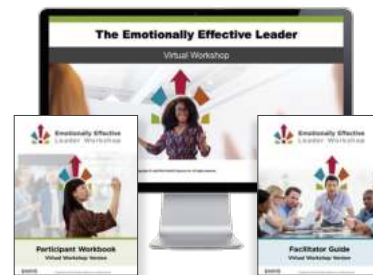 The Emotionally Effective Leader
Virtual Workshop
Emotionally Effective
Leader Workshop
Participant Workbook
Virtual Workshop Version
Emotionally Effective
Leader Workshop
Facilitator Guide
Virtual Workshop Version